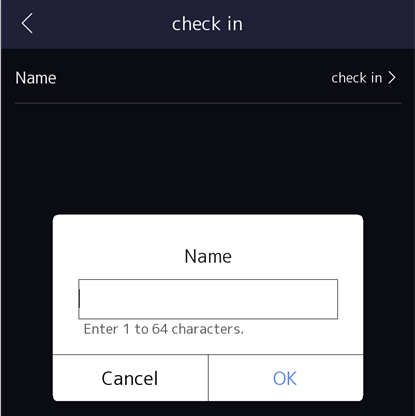 check in
Name check in
Name
Enter 1 to 64 characters.
Cancel OK